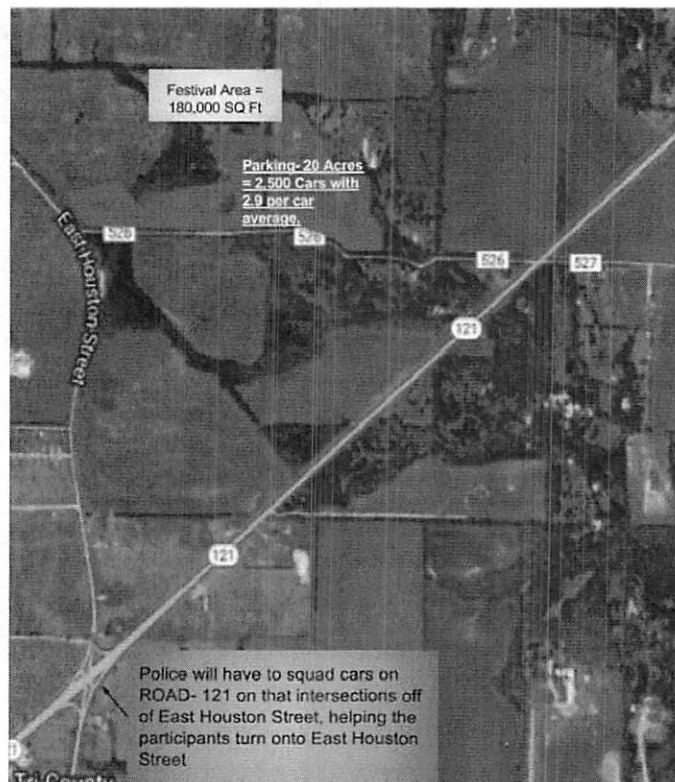 Festival Area =
180,000 SQ Ft
Parking- 20 Acres
= 2,500 Cars with
2.9 per car
average.
East Houston Street
526
526
526
527
121
121
Police will have to squad cars on
ROAD- 121 on that intersections off
of East Houston Street, helping the
participants turn onto East Houston
Street
Tri County